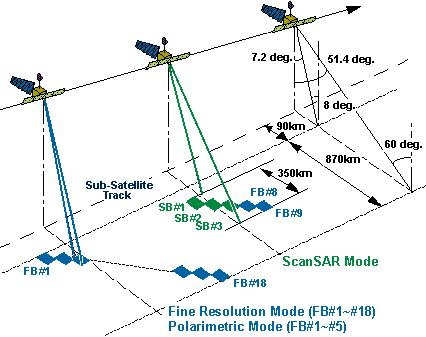 7.2 deg.
51.4 deg.
8 deg.
90km
60 deg.
870km
350km
Sub-Satellite
Track
SB#1
SB#2
SB#3
FB#8
FB#9
FB#1
FB#18
ScanSAR Mode
Fine Resolution Mode (FB#1~#18)
Polarimetric Mode (FB#1~#5)